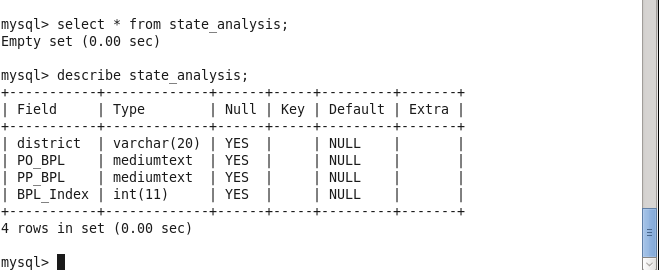 mysql> select * from state_analysis;
Empty set (0.00 sec)
mysql> describe state_analysis;
+-----------+-------------+------+-----+---------+-------+
| Field     | Type        | Null | Key | Default | Extra |
+-----------+-------------+------+-----+---------+-------+
| district  | varchar(20) | YES  |     | NULL    |       |
| PO_BPL    | mediumtext  | YES  |     | NULL    |       |
| PP_BPL    | mediumtext  | YES  |     | NULL    |       |
| BPL_Index | int(11)     | YES  |     | NULL    |       |
+-----------+-------------+------+-----+---------+-------+
4 rows in set (0.00 sec)
mysql>